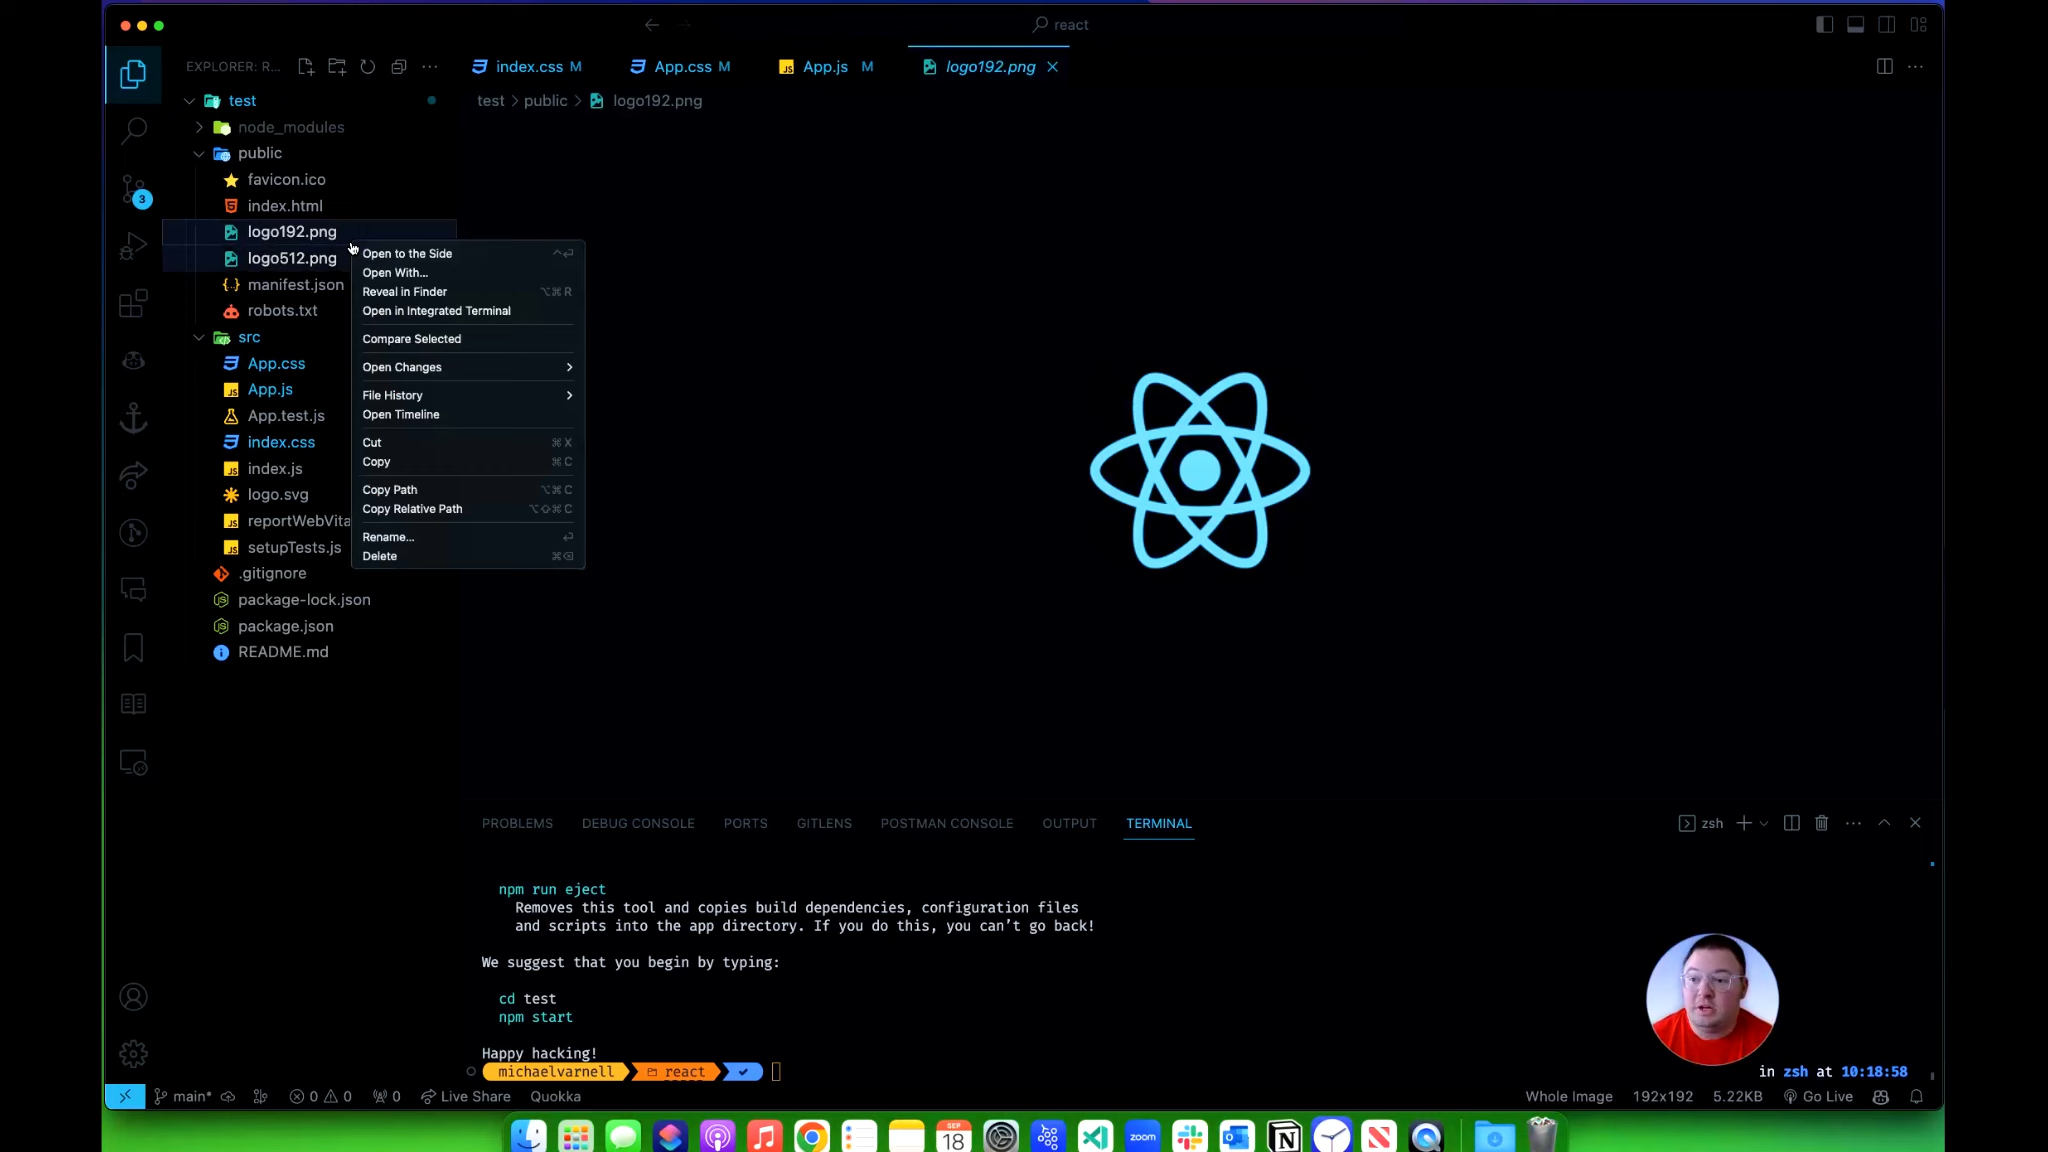 react
EXPLORER: R...
index.css M
App.css M
App.js M
logo192.png
test > public > logo192.png
test
node_modules
public
favicon.ico
index.html
logo192.png
logo512.png
manifest.json
robots.txt
src
App.css
App.js
App.test.js
index.css
index.js
logo.svg
reportWebVita
setupTests.js
.gitignore
package-lock.json
package.json
README.md
3
Open to the Side ^⏎
Open With...
Reveal in Finder ⌥⌘R
Open in Integrated Terminal
Compare Selected
Open Changes
File History
Open Timeline
Cut ⌘X
Copy ⌘C
Copy Path ⌥⌘C
Copy Relative Path ⌥⇧⌘C
Rename... ⏎
Delete ⌘⌫
PROBLEMS DEBUG CONSOLE PORTS GITLENS POSTMAN CONSOLE OUTPUT TERMINAL
zsh
npm run eject
Removes this tool and copies build dependencies, configuration files
and scripts into the app directory. If you do this, you can’t go back!
We suggest that you begin by typing:
cd test
npm start
Happy hacking!
michaelvarnell react
in zsh at 10:18:58
main* 0 0 0 Live Share Quokka
Whole Image 192x192 5.22KB Go Live
SEP
18
zoom